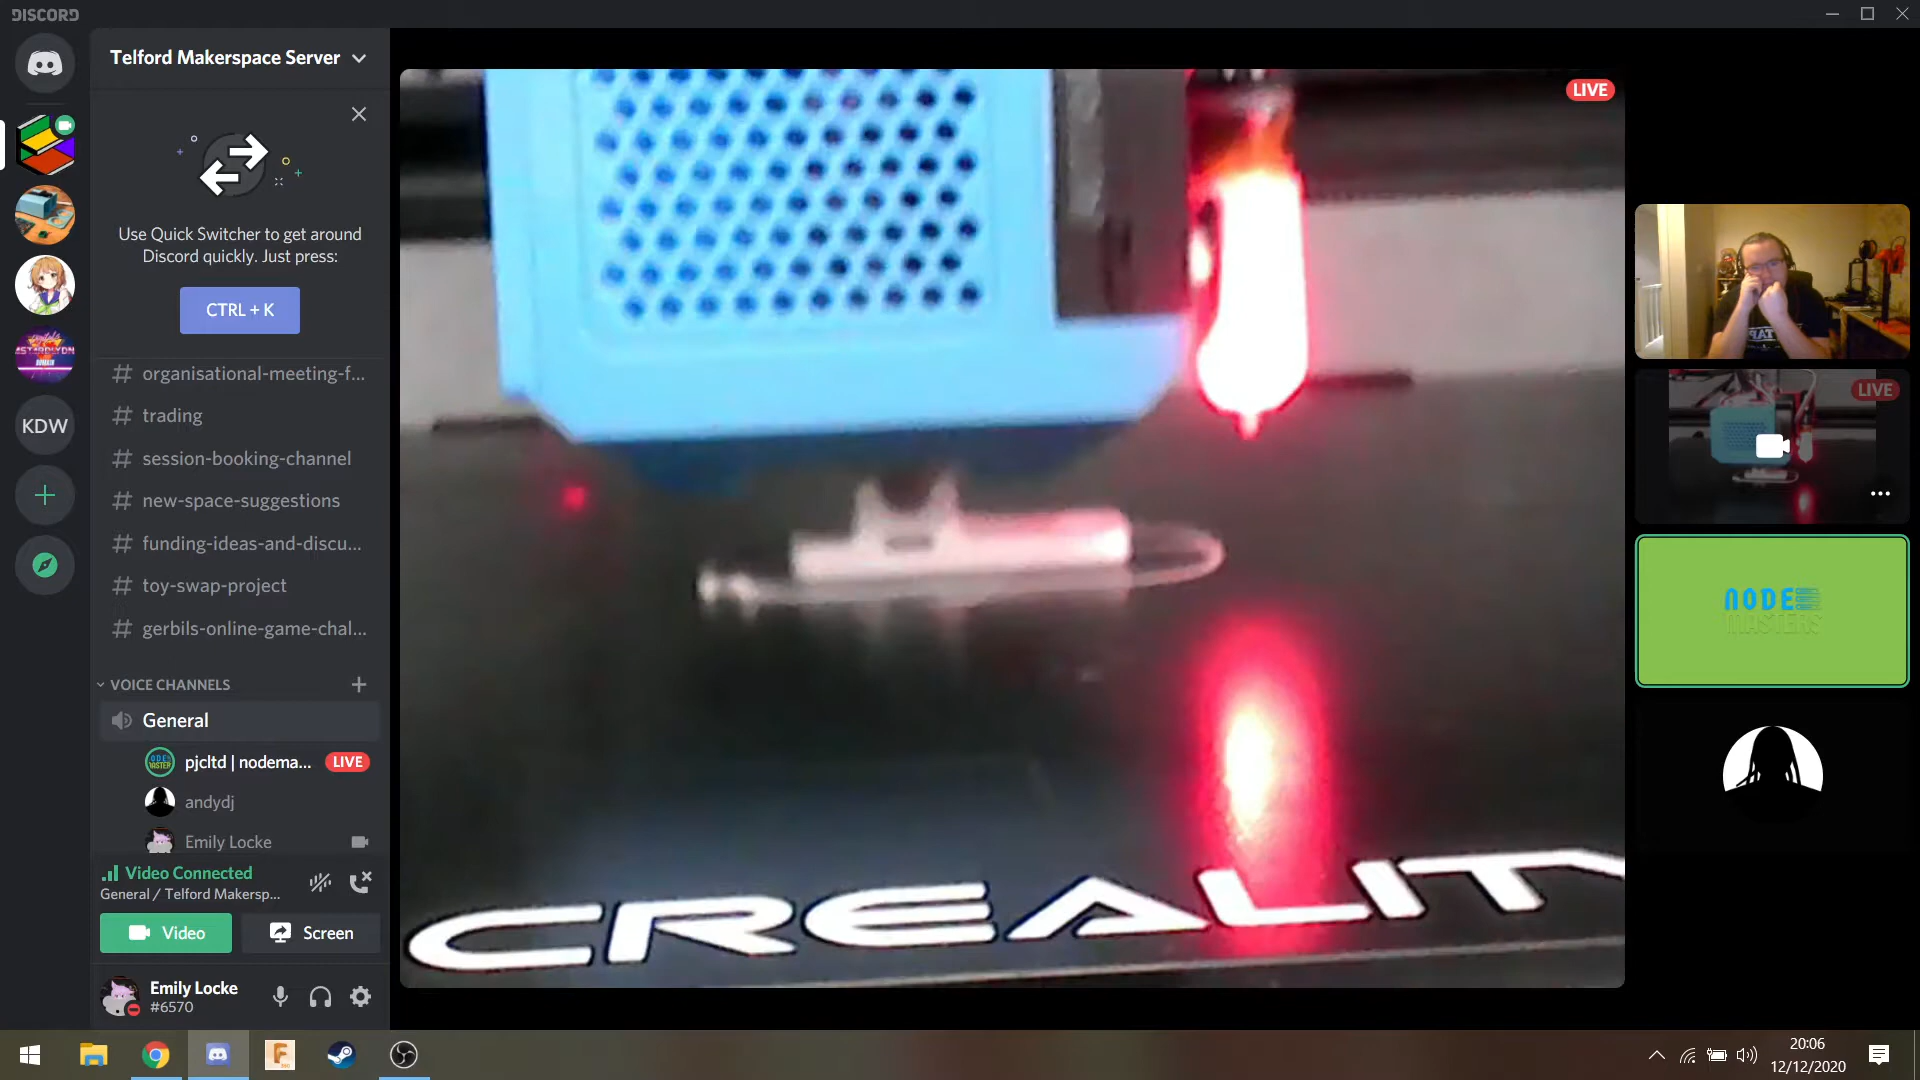 DISCORD
Telford Makerspace Server
Use Quick Switcher to get around
Discord quickly. Just press:
CTRL + K
# organisational-meeting-f...
# trading
# session-booking-channel
# new-space-suggestions
# funding-ideas-and-discu...
# toy-swap-project
# gerbils-online-game-chal...
KDW
VOICE CHANNELS
General
pjcltd | nodema...
LIVE
andydj
Emily Locke
Video Connected
General / Telford Makersp...
Video
Screen
Emily Locke
#6570
LIVE
CREALIT
LIVE
NODE
MASTERS
20:06
12/12/2020